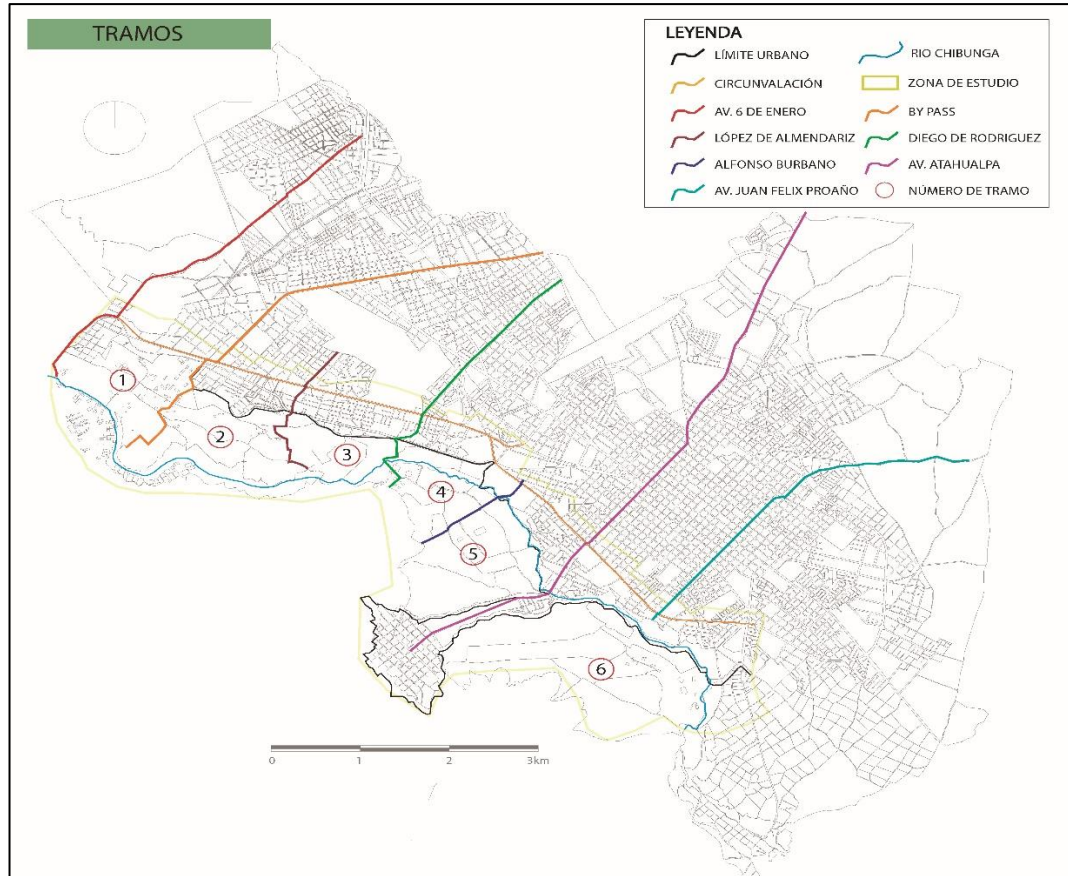 TRAMOS
LEYENDA
LÍMITE URBANO
RIO CHIBUNGA
CIRCUNVALACIÓN
ZONA DE ESTUDIO
AV. 6 DE ENERO
BY PASS
LÓPEZ DE ALMENDARIZ
DIEGO DE RODRIGUEZ
ALFONSO BURBANO
AV. ATAHUALPA
AV. JUAN FELIX PROAÑO
NÚMERO DE TRAMO
1
2
3
4
5
6
0 1 2 3km